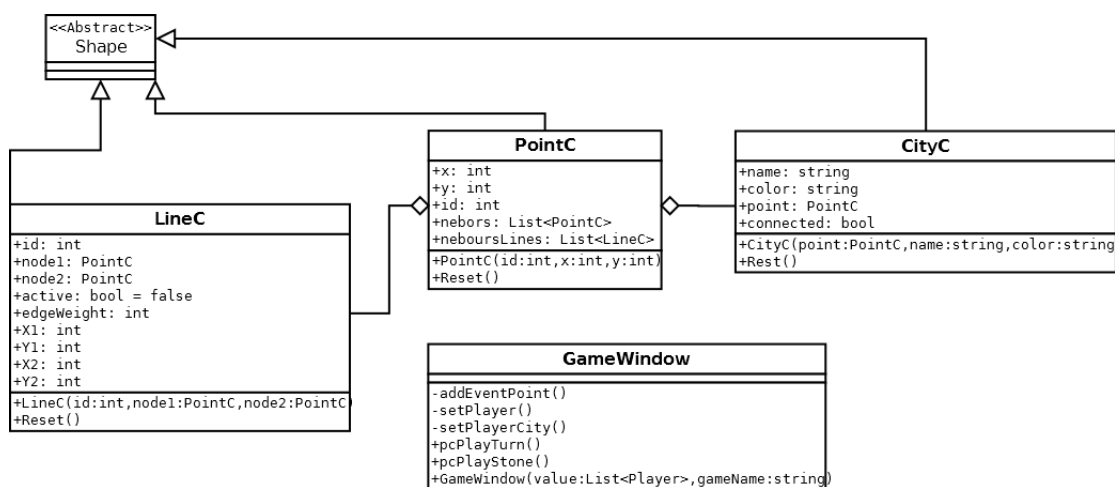 <<Abstract>>
Shape
PointC
+x: int
+y: int
+id: int
+nebors: List<PointC>
+neboursLines: List<LineC>
+PointC(id:int,x:int,y:int)
+Reset()
CityC
+name: string
+color: string
+point: PointC
+connected: bool
+CityC(point:PointC,name:string,color:string
+Rest()
LineC
+id: int
+node1: PointC
+node2: PointC
+active: bool = false
+edgeWeight: int
+X1: int
+Y1: int
+X2: int
+Y2: int
+LineC(id:int,node1:PointC,node2:PointC)
+Reset()
GameWindow
-addEventPoint()
-setPlayer()
-setPlayerCity()
+pcPlayTurn()
+pcPlayStone()
+GameWindow(value:List<Player>,gameName:string)